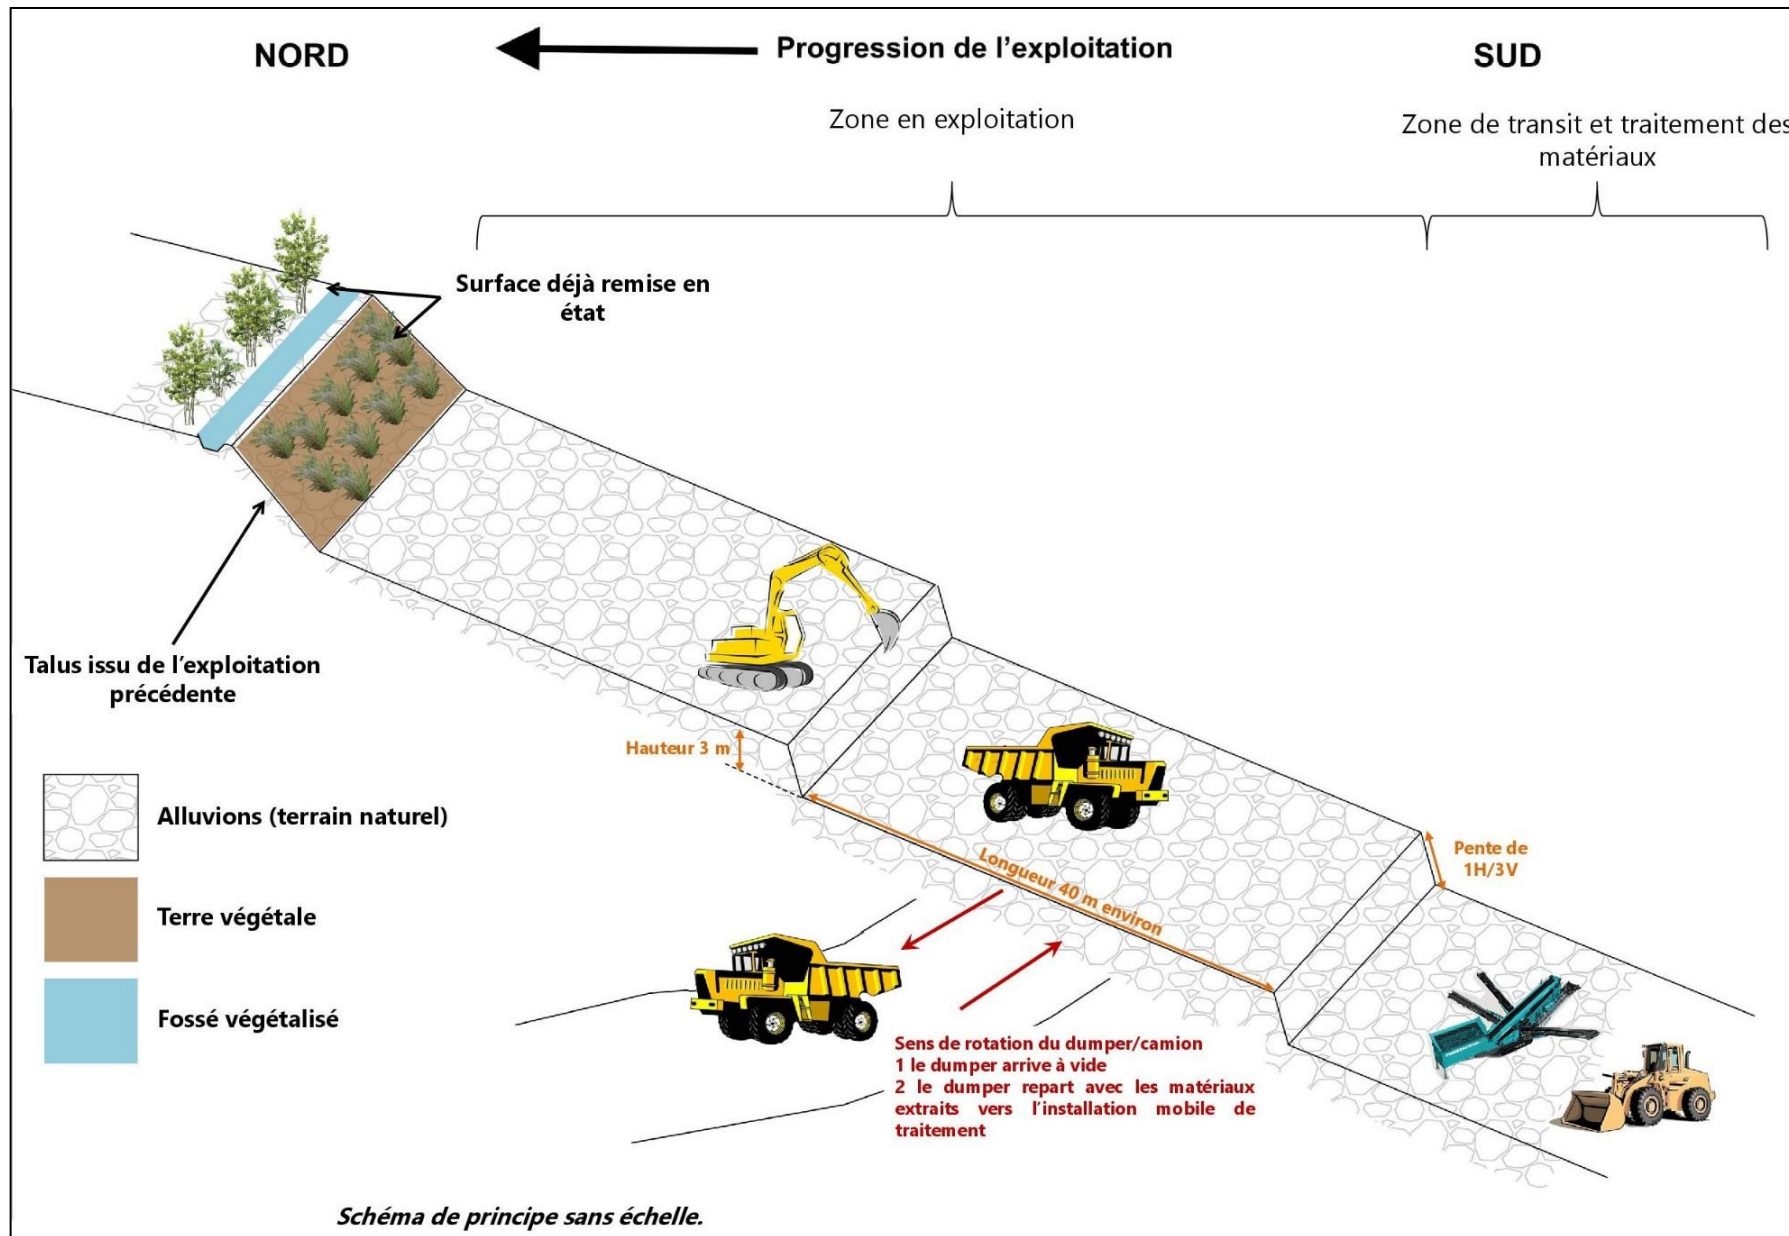 NORD
Progression de l’exploitation
SUD
Zone en exploitation
Zone de transit et traitement des
matériaux
Surface déjà remise en
état
Talus issu de l’exploitation
précédente
Hauteur 3 m
Alluvions (terrain naturel)
Pente de
1H/3V
Longueur 40 m environ
Terre végétale
Fossé végétalisé
Sens de rotation du dumper/camion
1 le dumper arrive à vide
2 le dumper repart avec les matériaux
extraits vers l’installation mobile de
traitement
Schéma de principe sans échelle.